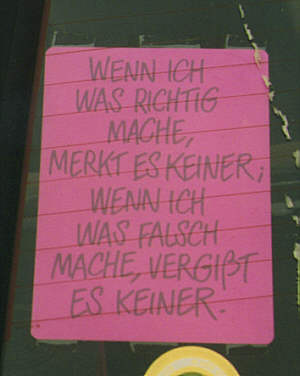 WENN ICH
WAS RICHTIG
MACHE,
MERKT ES KEINER;
WENN ICH
WAS FALSCH
MACHE, VERGIßT
ES KEINER.